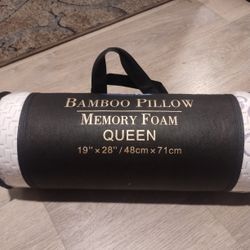 BAMBOO PILLOW
MEMORY FOAM
QUEEN
19" x 28" / 48cm x 71cm